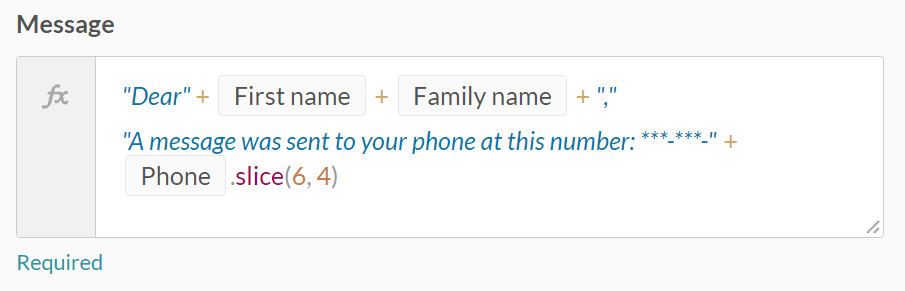 Message
fx "Dear" + First name + Family name + ","
"A message was sent to your phone at this number: ***-***-" +
Phone .slice(6, 4)
Required